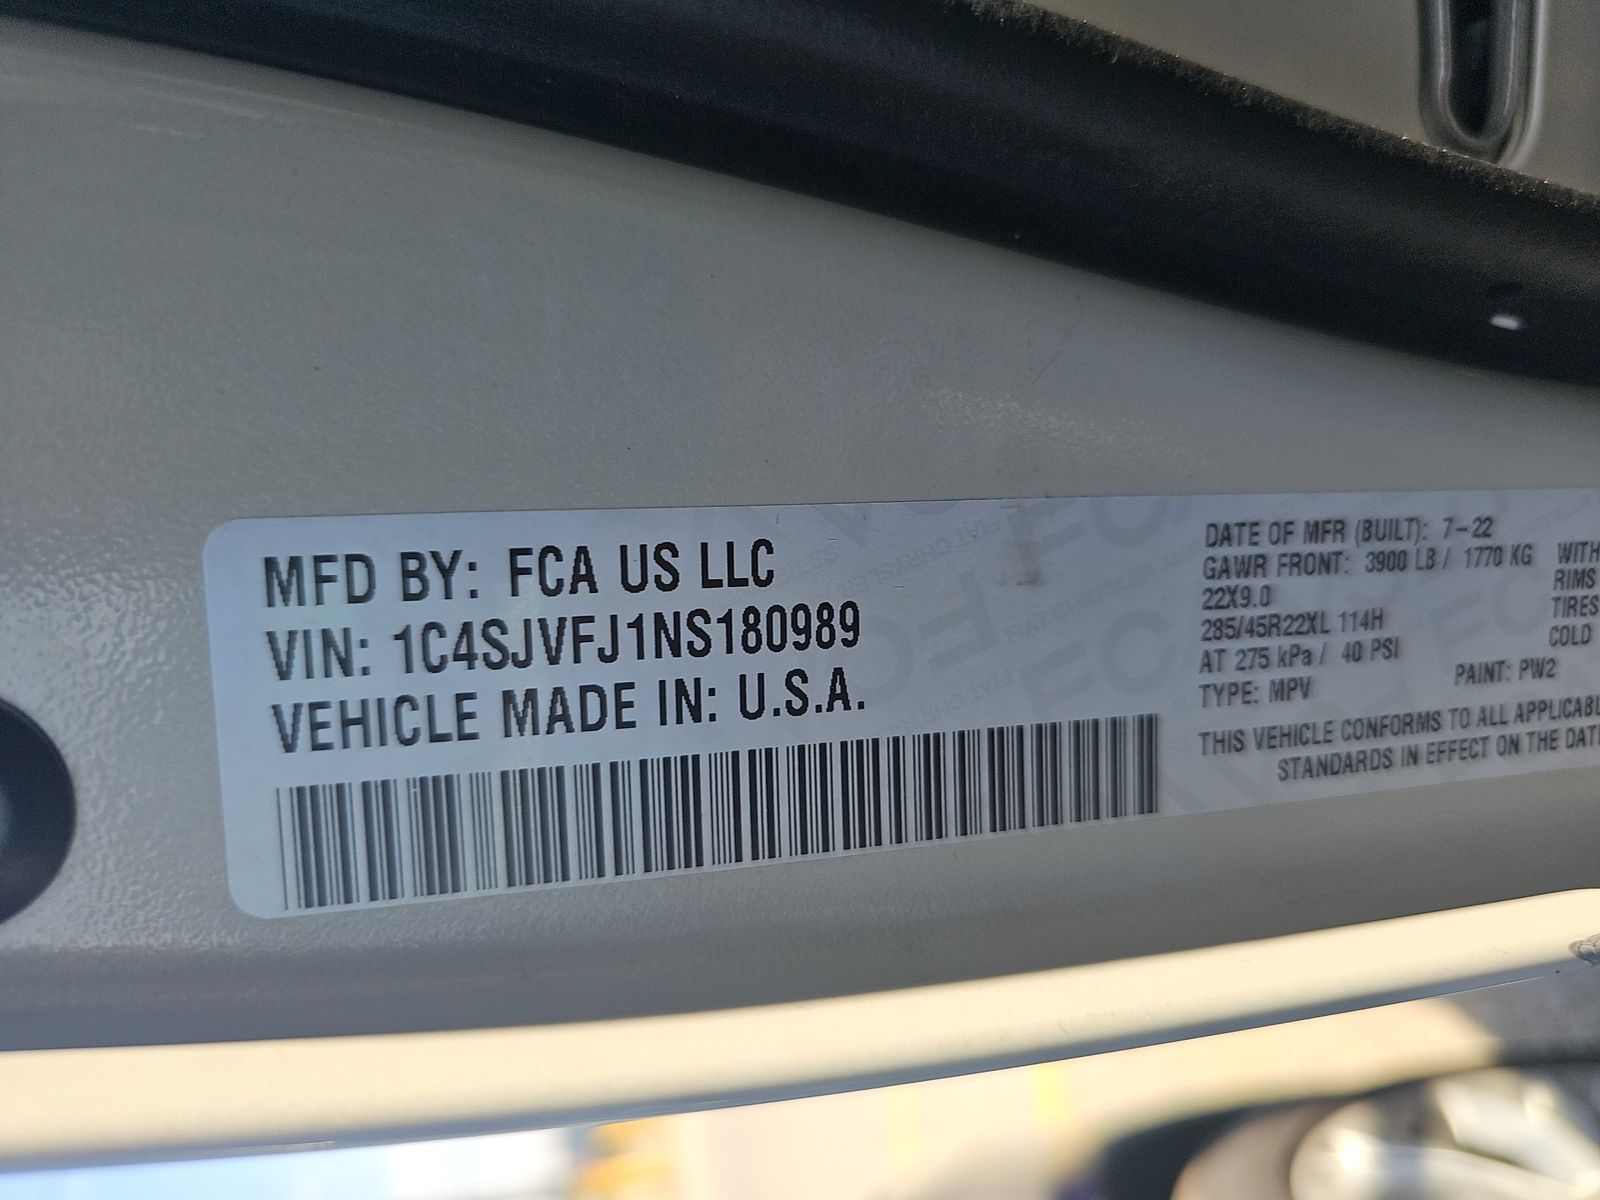 MFD BY: FCA US LLC
VIN: 1C4SJVFJ1NS180989
VEHICLE MADE IN: U.S.A.
DATE OF MFR (BUILT): 7-22
GAWR FRONT: 3900 LB / 1770 KG WITH
22X9.0 RIMS
285/45R22XL 114H TIRES
AT 275 kPa / 40 PSI COLD
TYPE: MPV PAINT: PW2
THIS VEHICLE CONFORMS TO ALL APPLICABL
STANDARDS IN EFFECT ON THE DAT